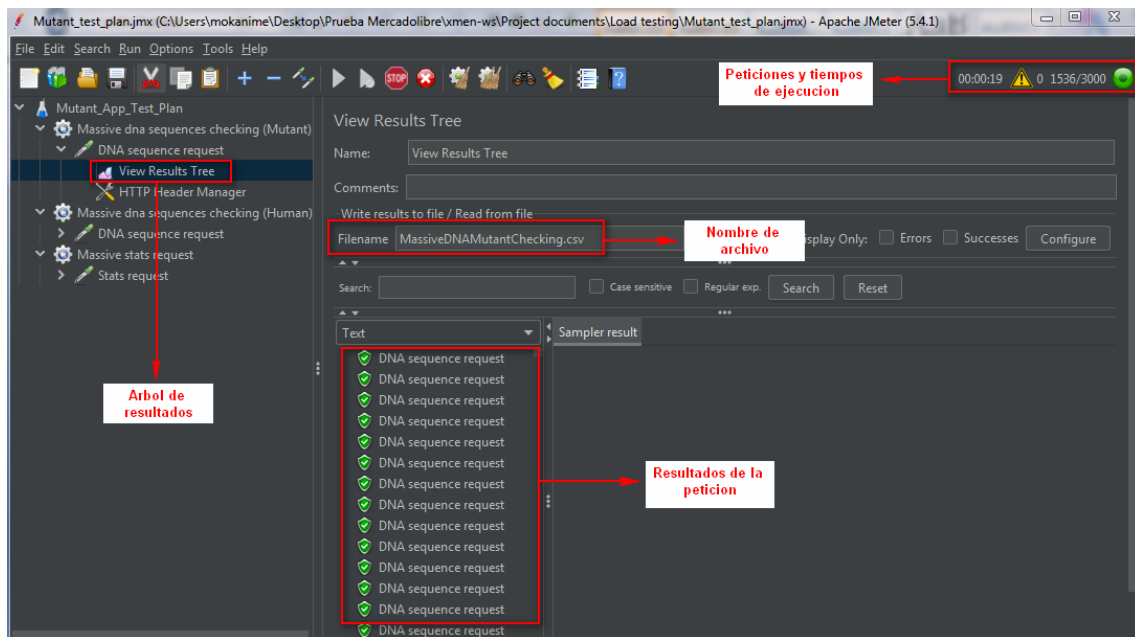 Mutant_test_plan.jmx (C:\Users\mokanime\Desktop\Prueba Mercadolibre\xmen-ws\Project documents\Load testing\Mutant_test_plan.jmx) - Apache JMeter (5.4.1)
File Edit Search Run Options Tools Help
STOP
Peticiones y tiempos
de ejecucion
00:00:19 0 1536/3000
Mutant_App_Test_Plan
Massive dna sequences checking (Mutant)
DNA sequence request
View Results Tree
HTTP Header Manager
Massive dna sequences checking (Human)
DNA sequence request
Massive stats request
Stats request
Arbol de
resultados
View Results Tree
Name: View Results Tree
Comments:
Write results to file / Read from file
Filename MassiveDNAMutantChecking.csv
Nombre de
archivo
Only: Errors Successes Configure
Search: Case sensitive Regular exp. Search Reset
Text
Sampler result
DNA sequence request
DNA sequence request
DNA sequence request
DNA sequence request
DNA sequence request
DNA sequence request
DNA sequence request
DNA sequence request
DNA sequence request
DNA sequence request
DNA sequence request
DNA sequence request
DNA sequence request
DNA sequence request
Resultados de la
peticion